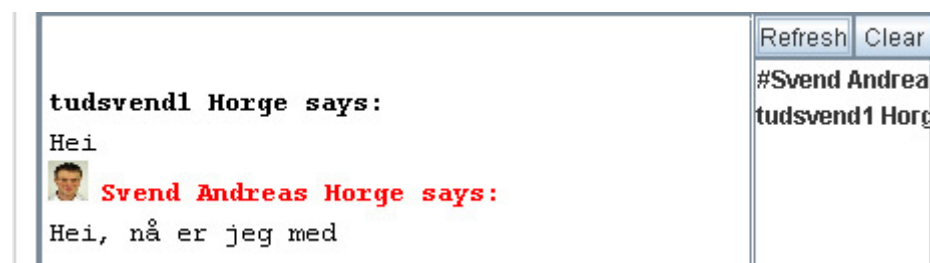 Refresh Clear
tudsvend1 Horge says:
Hei
Svend Andreas Horge says:
Hei, nå er jeg med
#Svend Andrea
tudsvend1 Horg